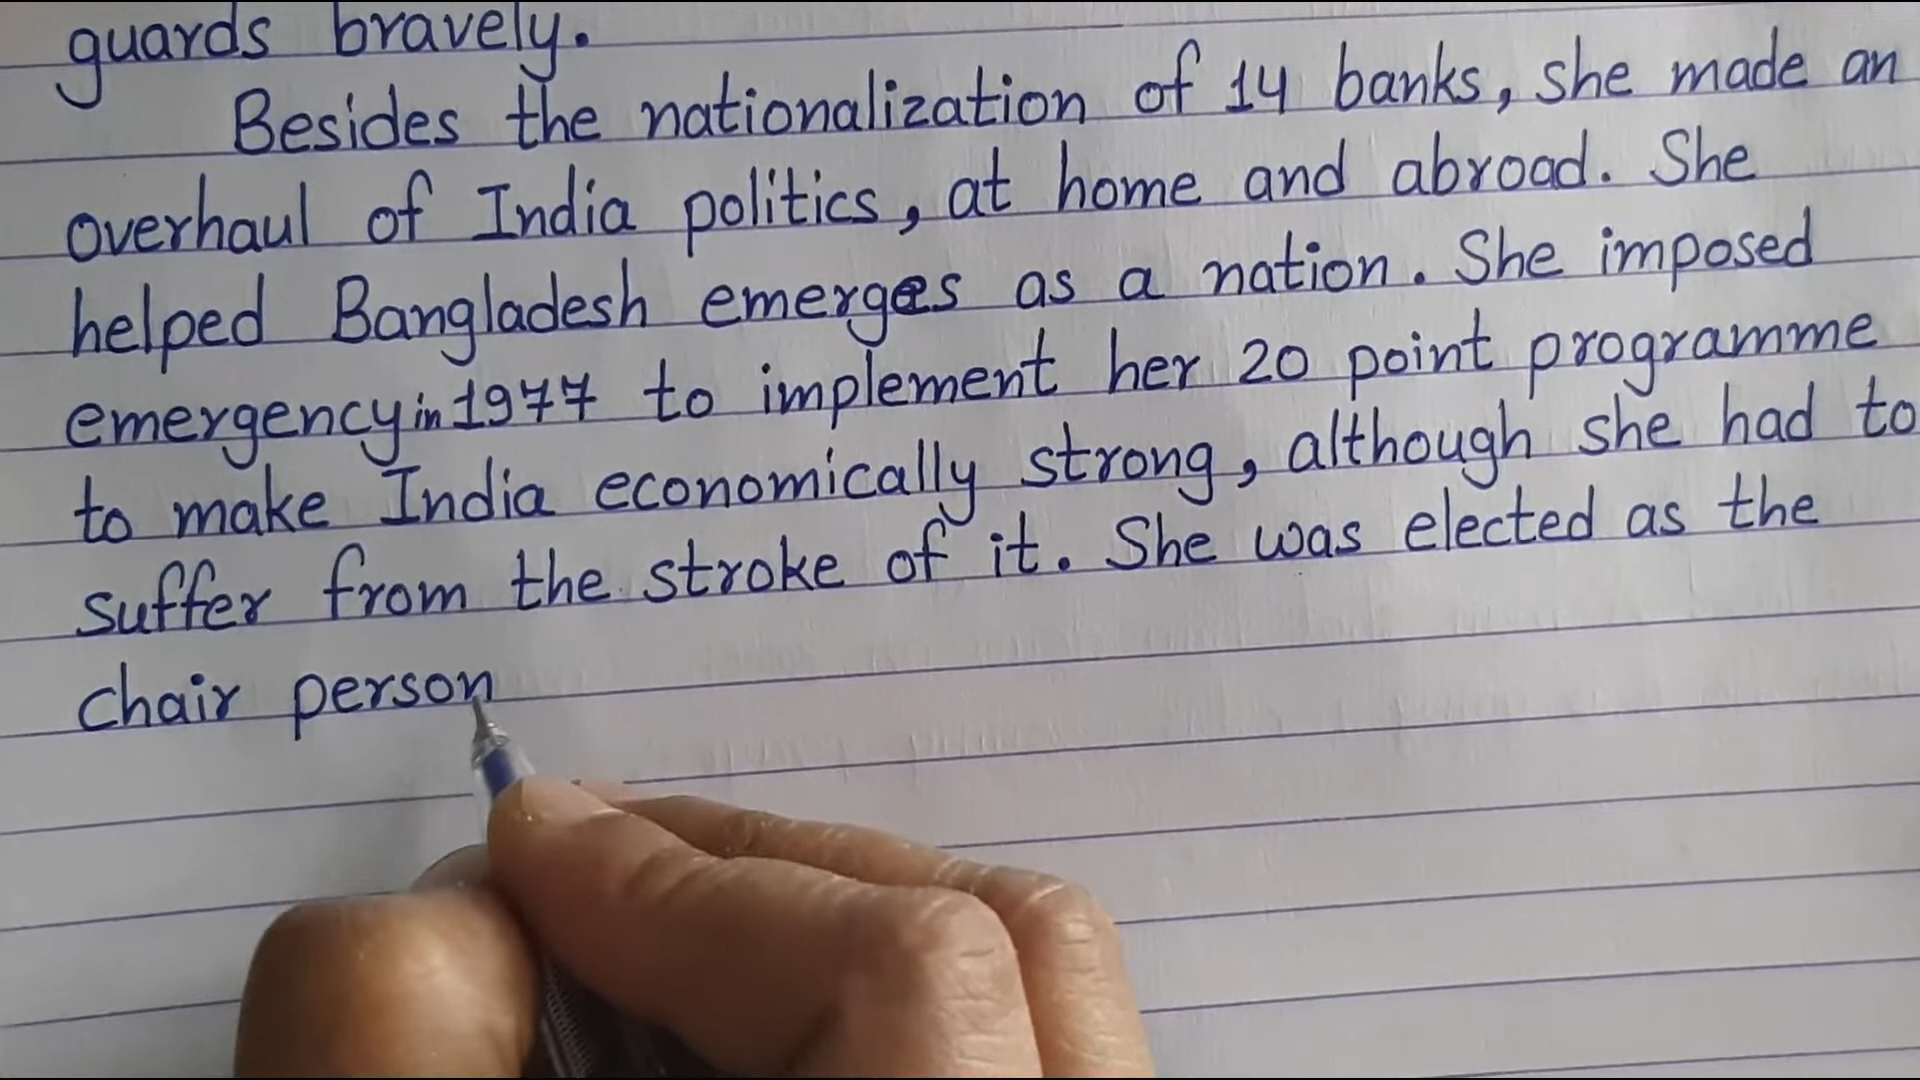 guards bravely.
Besides the nationalization of 14 banks, she made an
overhaul of India politics, at home and abroad. She
helped Bangladesh emerges as a nation. She imposed
emergency in 1977 to implement her 20 point programme
to make India economically strong, although she had to
suffer from the stroke of it. She was elected as the
chair person